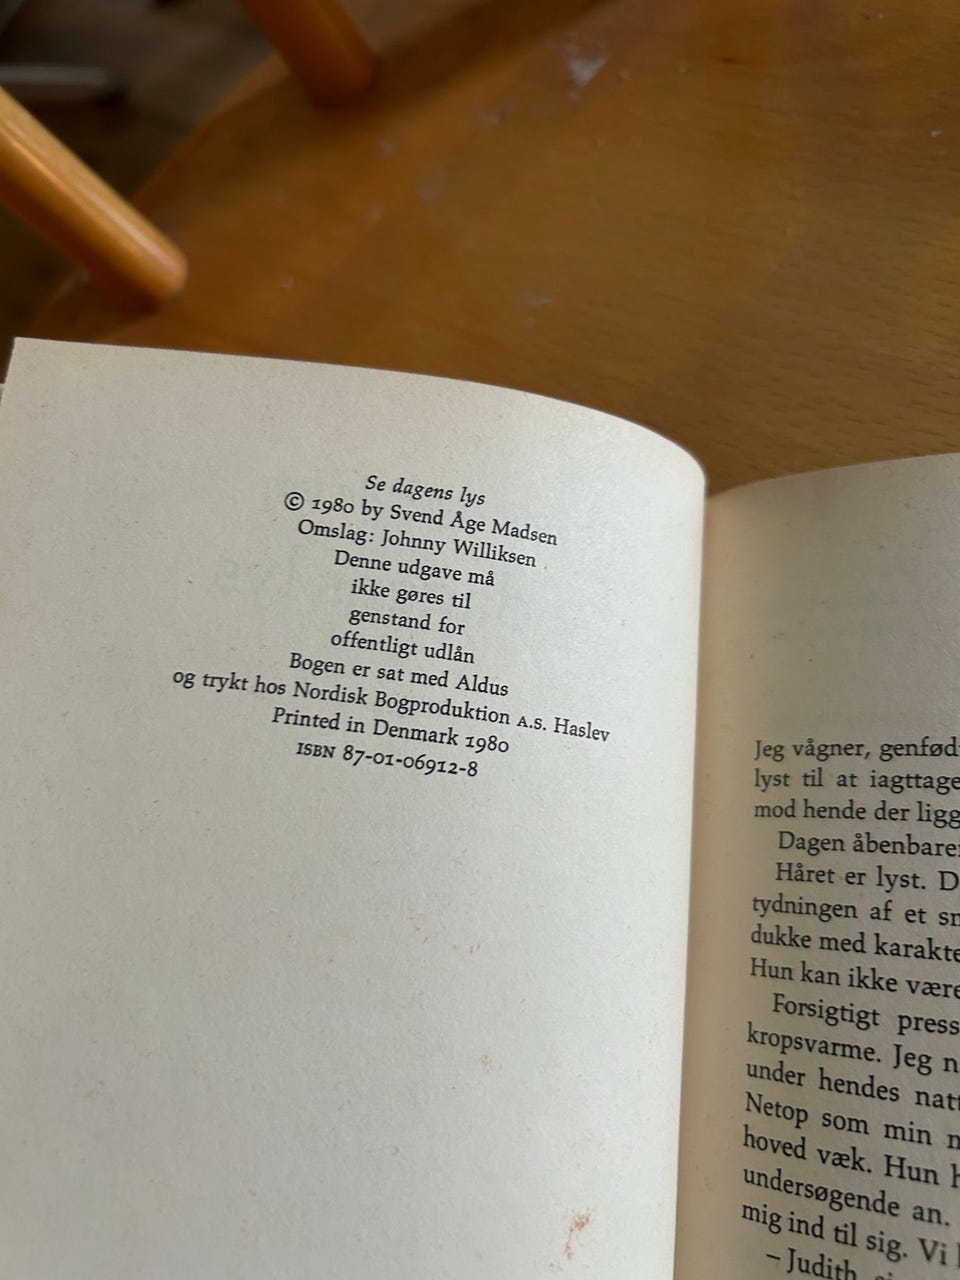 Se dagens lys
© 1980 by Svend Åge Madsen
Omslag: Johnny Williksen
Denne udgave må
ikke gøres til
genstand for
offentligt udlån
Bogen er sat med Aldus
og trykt hos Nordisk Bogproduktion A.S. Haslev
Printed in Denmark 1980
ISBN 87-01-06912-8
Jeg vågner, genfød
lyst til at iagttage
mod hende der ligg
Dagen åbenbarer
Håret er lyst. D
tydningen af et sn
dukke med karakte
Hun kan ikke være
Forsigtigt press
kropsvarme. Jeg n
under hendes natt
Netop som min n
hoved væk. Hun h
undersøgende an.
mig ind til sig. Vi
– Judith